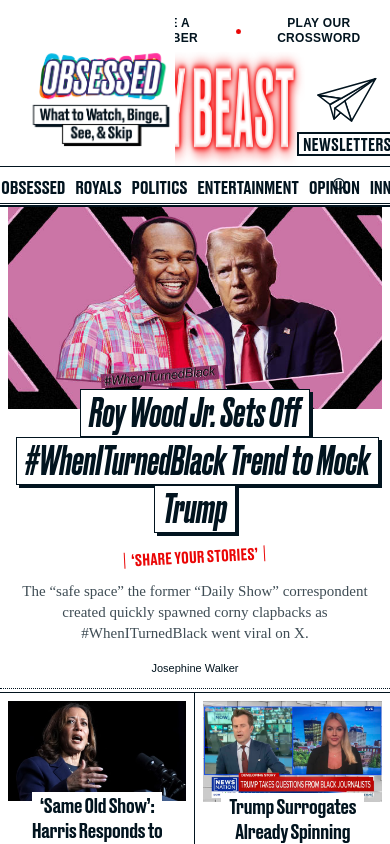 E A
BER
PLAY OUR
CROSSWORD
OBSESSED
What to Watch, Binge,
See, & Skip
Y BEAST
NEWSLETTERS
OBSESSED ROYALS POLITICS ENTERTAINMENT OPINION INN
#WhenITurnedBlack
Roy Wood Jr. Sets Off
#WhenITurnedBlack Trend to Mock
Trump
‘SHARE YOUR STORIES’
The “safe space” the former “Daily Show” correspondent
created quickly spawned corny clapbacks as
#WhenITurnedBlack went viral on X.
Josephine Walker
‘Same Old Show’:
Harris Responds to
NEWS
NATION
DEVELOPING STORY
TRUMP TAKES QUESTIONS FROM BLACK JOURNALISTS
Trump Surrogates
Already Spinning